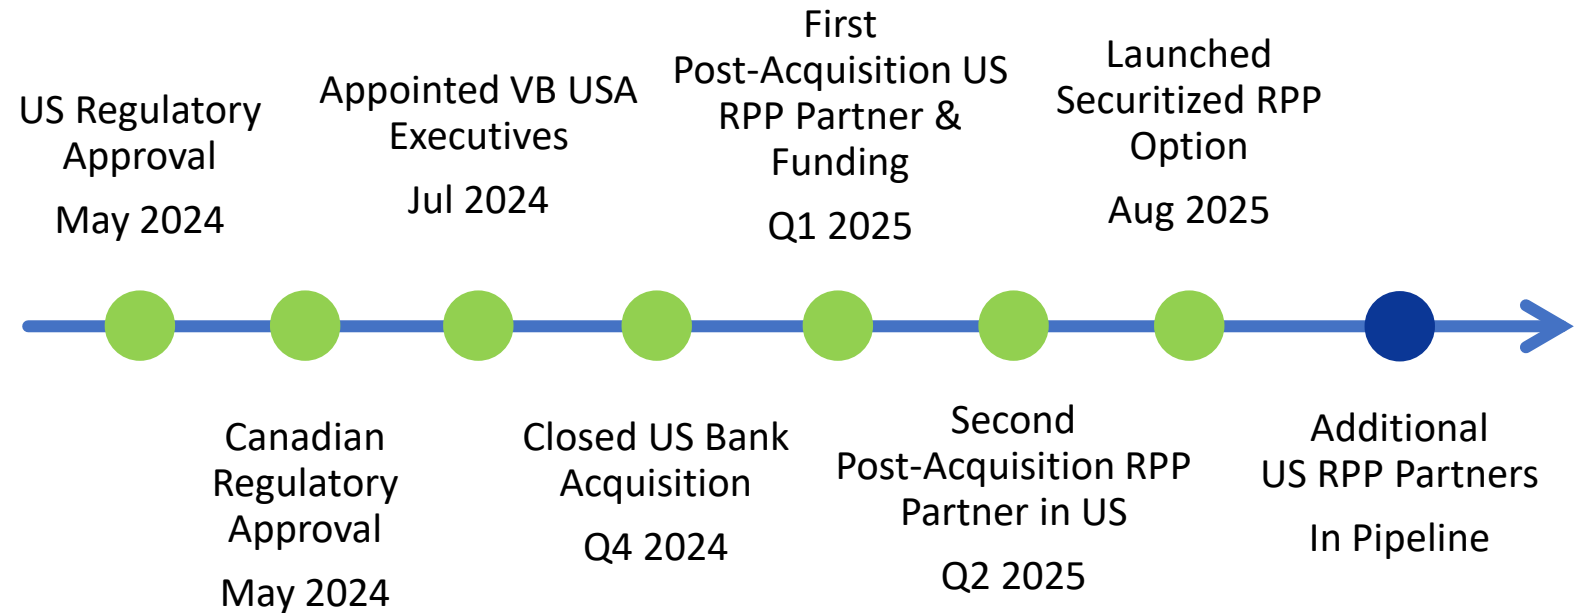 US Regulatory
Approval
May 2024
Canadian
Regulatory
Approval
May 2024
Appointed VB USA
Executives
Jul 2024
Closed US Bank
Acquisition
Q4 2024
First
Post-Acquisition US
RPP Partner &
Funding
Q1 2025
Second
Post-Acquisition RPP
Partner in US
Q2 2025
Launched
Securitized RPP
Option
Aug 2025
Additional
US RPP Partners
In Pipeline